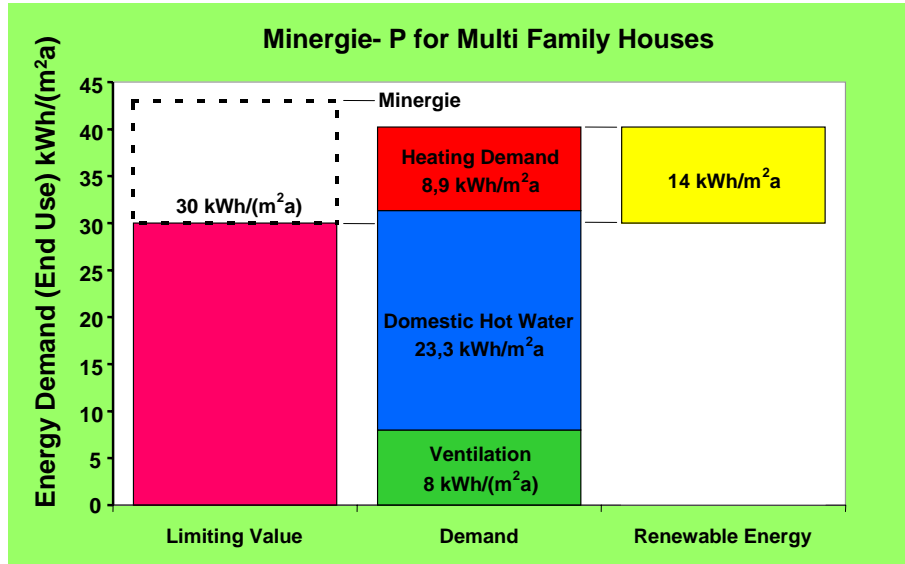 Minergie- P for Multi Family Houses
Energy Demand (End Use) kWh/(m²a)
45
40
35
30
25
20
15
10
5
0
Minergie
30 kWh/(m²a)
Heating Demand
8,9 kWh/m²a
Domestic Hot Water
23,3 kWh/m²a
Ventilation
8 kWh/(m²a)
14 kWh/m²a
Limiting Value
Demand
Renewable Energy